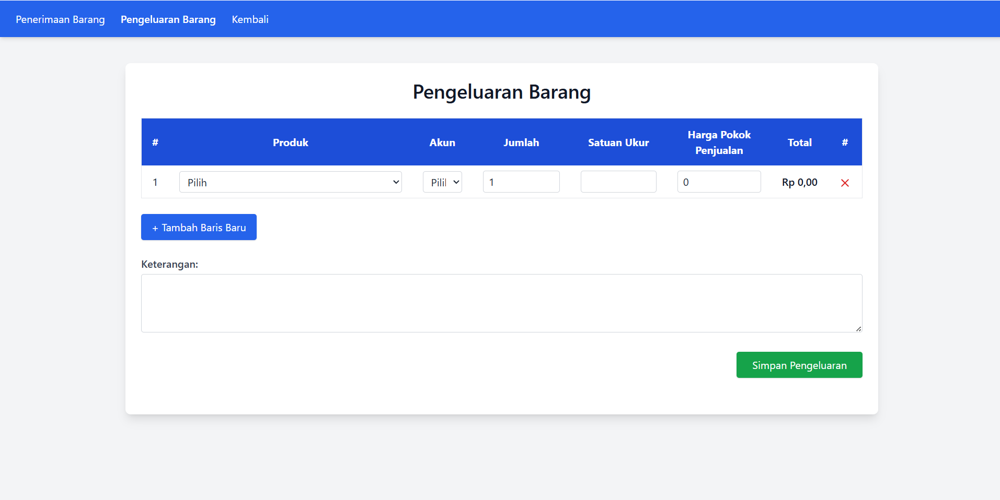 Penerimaan Barang Pengeluaran Barang Kembali
Pengeluaran Barang
# Produk Akun Jumlah Satuan Ukur Harga Pokok Penjualan Total #
1 Pilih Pilil 1 0 Rp 0,00
+ Tambah Baris Baru
Keterangan:
Simpan Pengeluaran